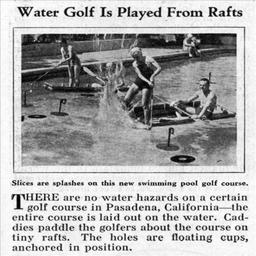 Water Golf Is Played From Rafts
Slices are splashes on this new swimming pool golf course.
THERE are no water hazards on a certain
golf course in Pasadena, California—the
entire course is laid out on the water. Cad-
dies paddle the golfers about the course on
tiny rafts. The holes are floating cups,
anchored in position.